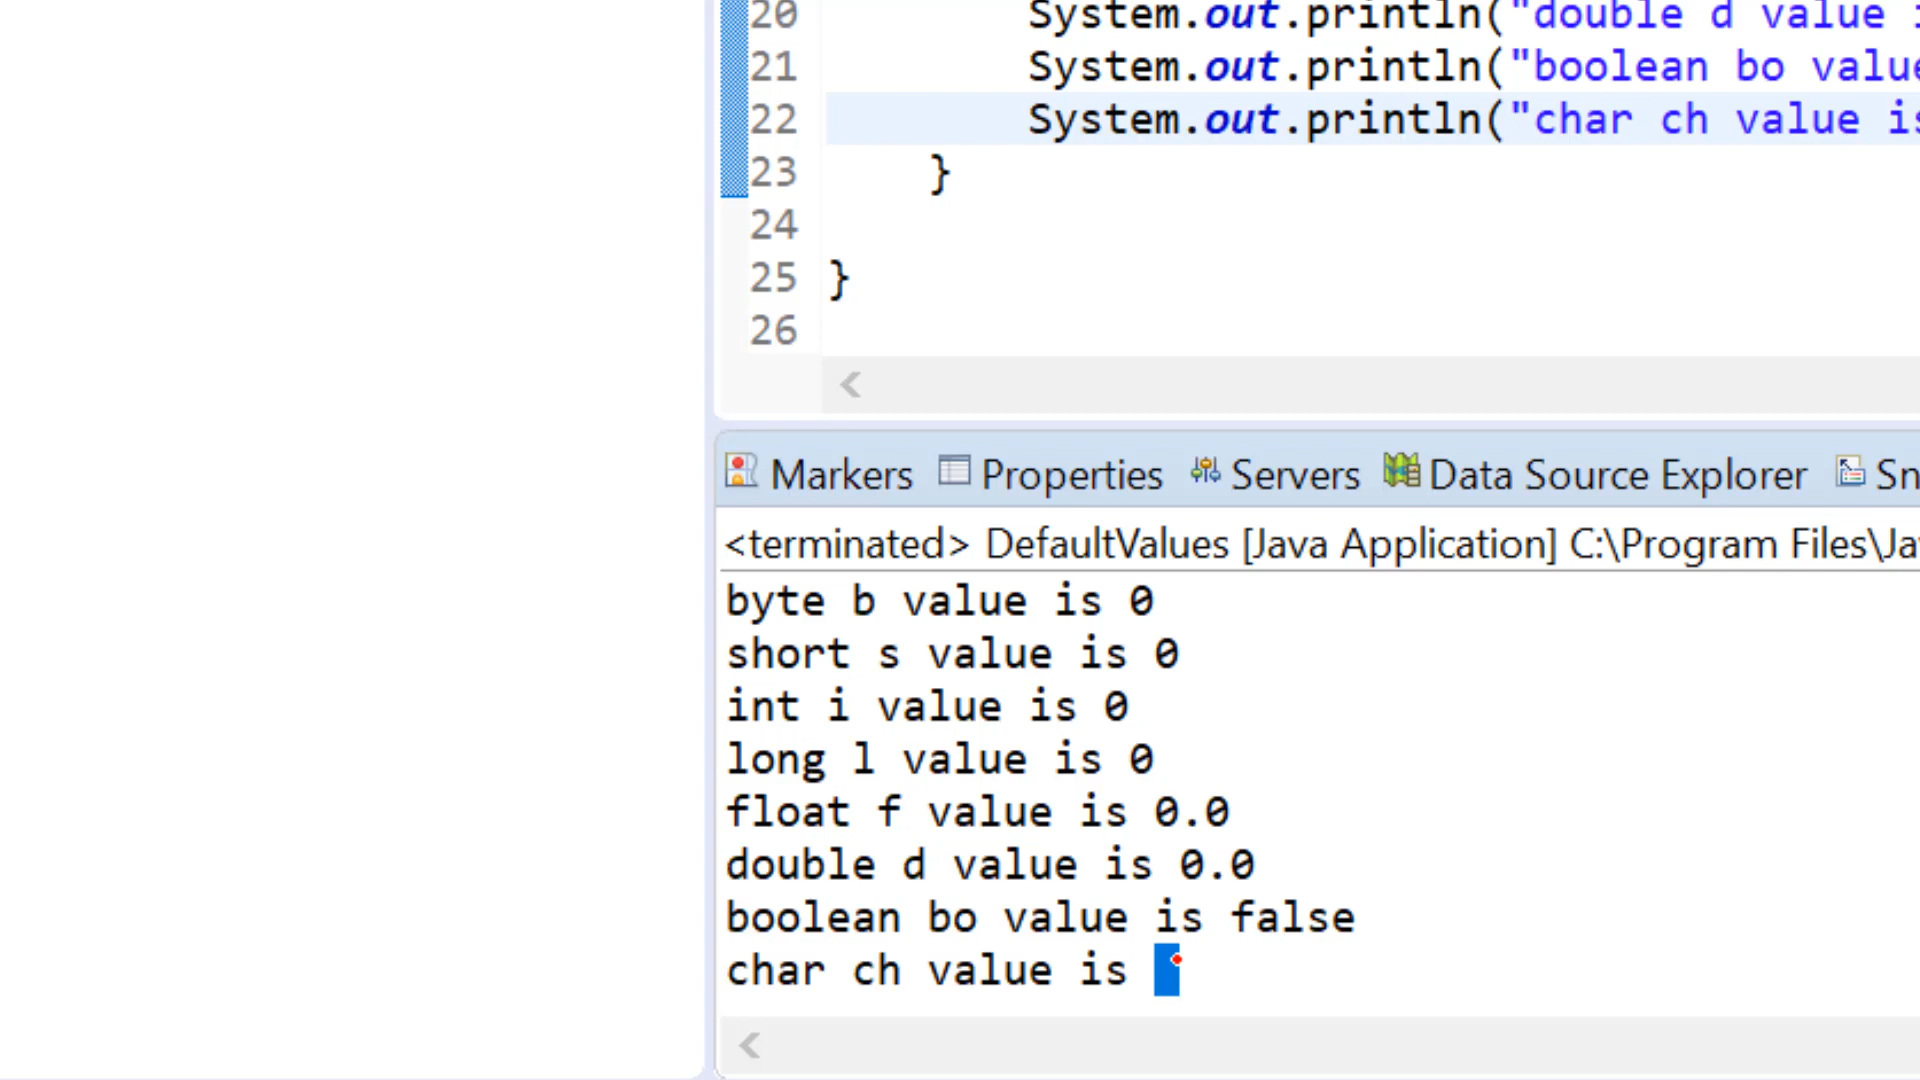 20 System.out.println("double d value
21 System.out.println("boolean bo value
22 System.out.println("char ch value is
23 }
24
25 }
26
Markers Properties Servers Data Source Explorer Sn
<terminated> DefaultValues [Java Application] C:\Program Files\Ja
byte b value is 0
short s value is 0
int i value is 0
long l value is 0
float f value is 0.0
double d value is 0.0
boolean bo value is false
char ch value is